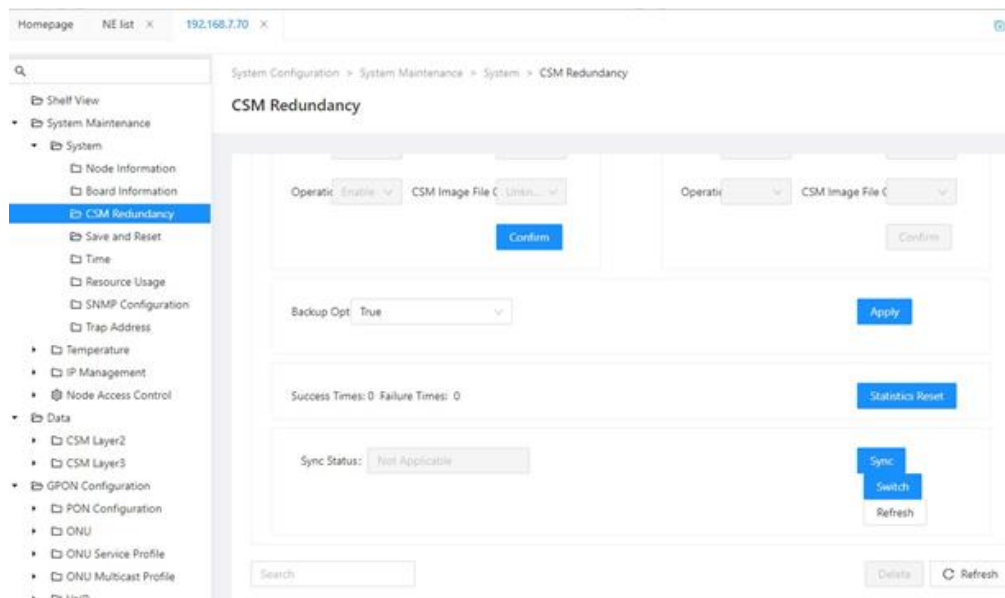 Homepage NE list × 192.168.7.70 ×
System Configuration > System Maintenance > System > CSM Redundancy
CSM Redundancy
Shelf View
System Maintenance
System
Node Information
Board Information
CSM Redundancy
Save and Reset
Time
Resource Usage
SNMP Configuration
Trap Address
Temperature
IP Management
Node Access Control
Data
CSM Layer2
CSM Layer3
GPON Configuration
PON Configuration
ONU
ONU Service Profile
ONU Multicast Profile
Operatic Enable CSM Image File C Unkn...
Confirm
Operatic CSM Image File C
Confirm
Backup Opt True
Apply
Success Times: 0 Failure Times: 0
Statistics Reset
Sync Status: Not Applicable
Sync
Switch
Refresh
Search
Delete Refresh